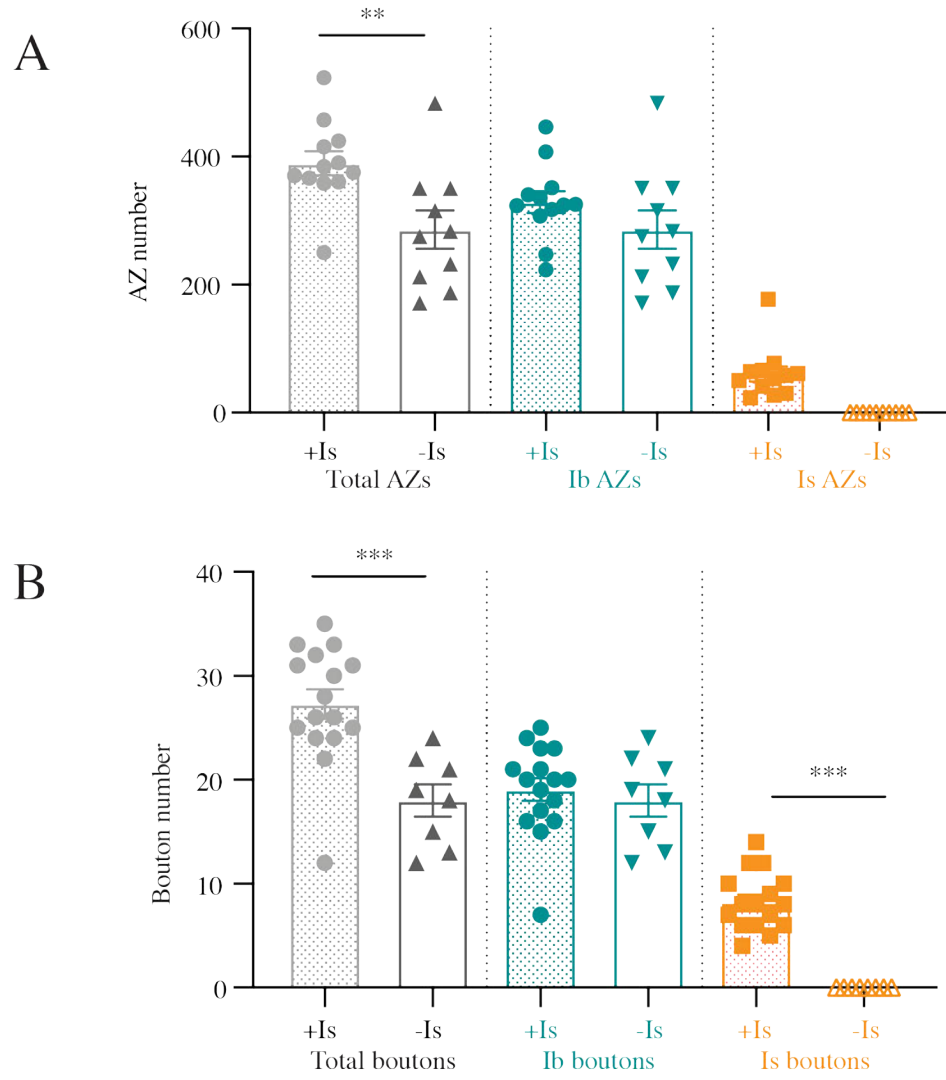 A
**
AZ number
600
400
200
0
+Is -Is +Is -Is +Is -Is
Total AZs Ib AZs Is AZs
B
***
***
Bouton number
40
30
20
10
0
+Is -Is +Is -Is +Is -Is
Total boutons Ib boutons Is boutons